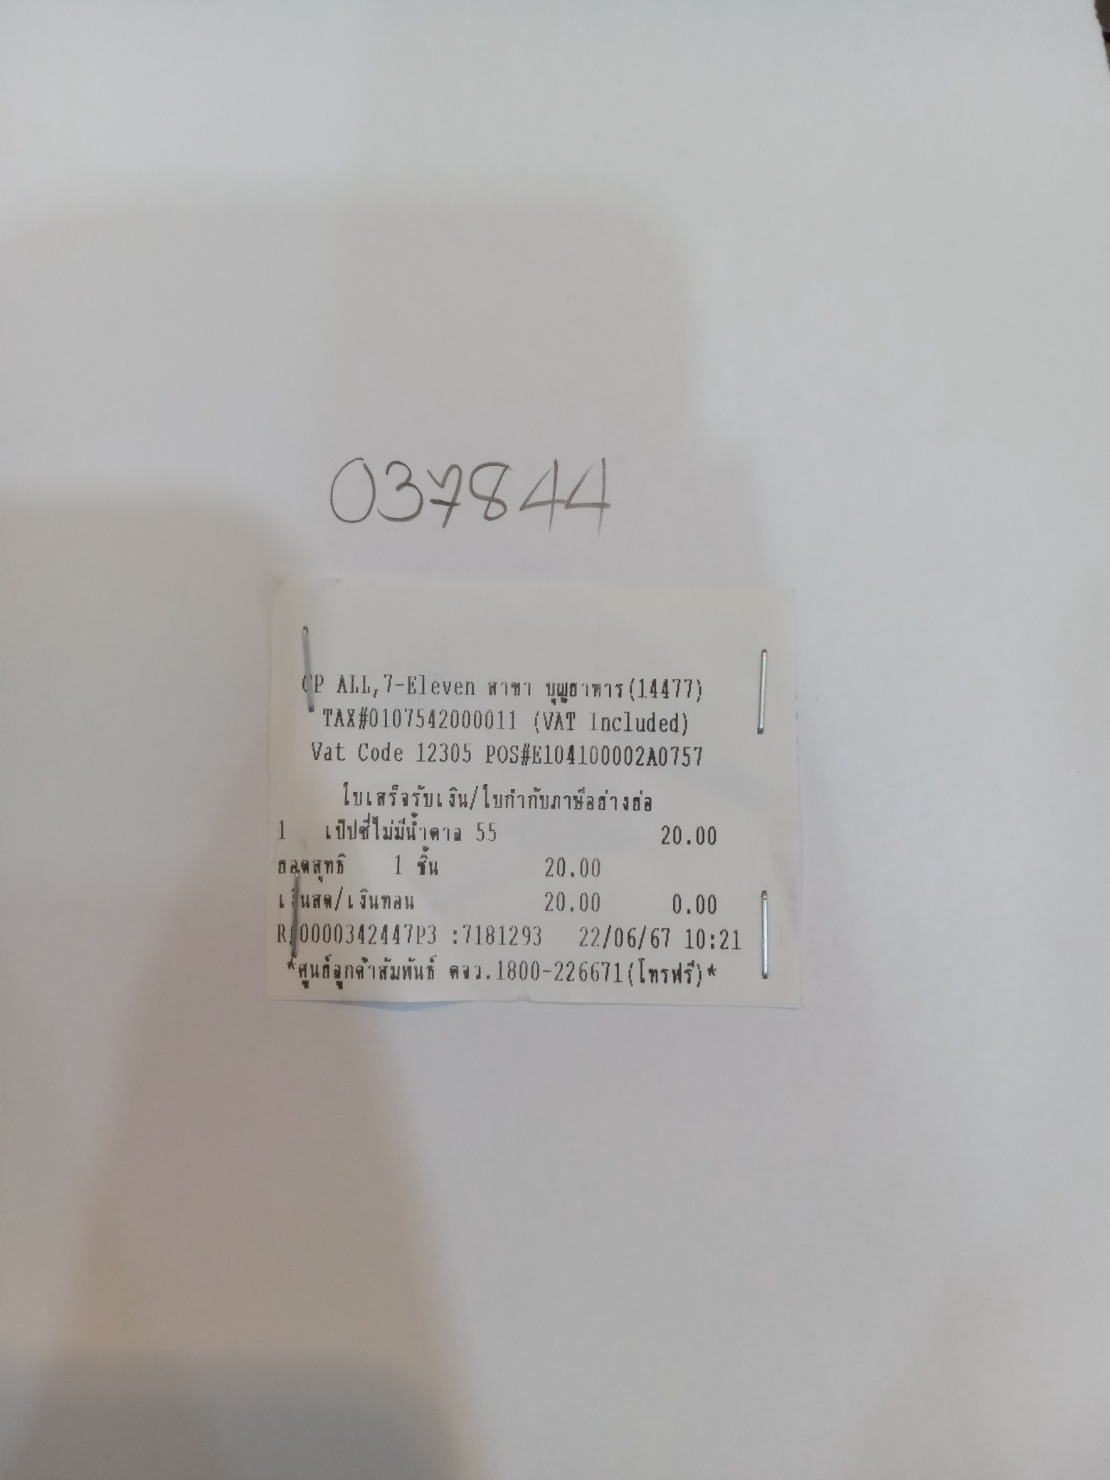 037844
CP ALL,7-Eleven สาขา บุญธาหาร(14477)
TAX#0107542000011 (VAT Included)
Vat Code 12305 POS#E104100002A0757
ใบเสร็จรับเงิน/ใบกำกับภาษีอย่างย่อ
1 เป๊ปซี่ไม่มีน้ำตาล 55 20.00
ยอดสุทธิ 1 ชิ้น 20.00
เงินสด/เงินทอน 20.00 0.00
R#0000342447P3 :7181293 22/06/67 10:21
*ศูนย์ลูกค้าสัมพันธ์ ตจว.1800-226671(โทรฟรี)*